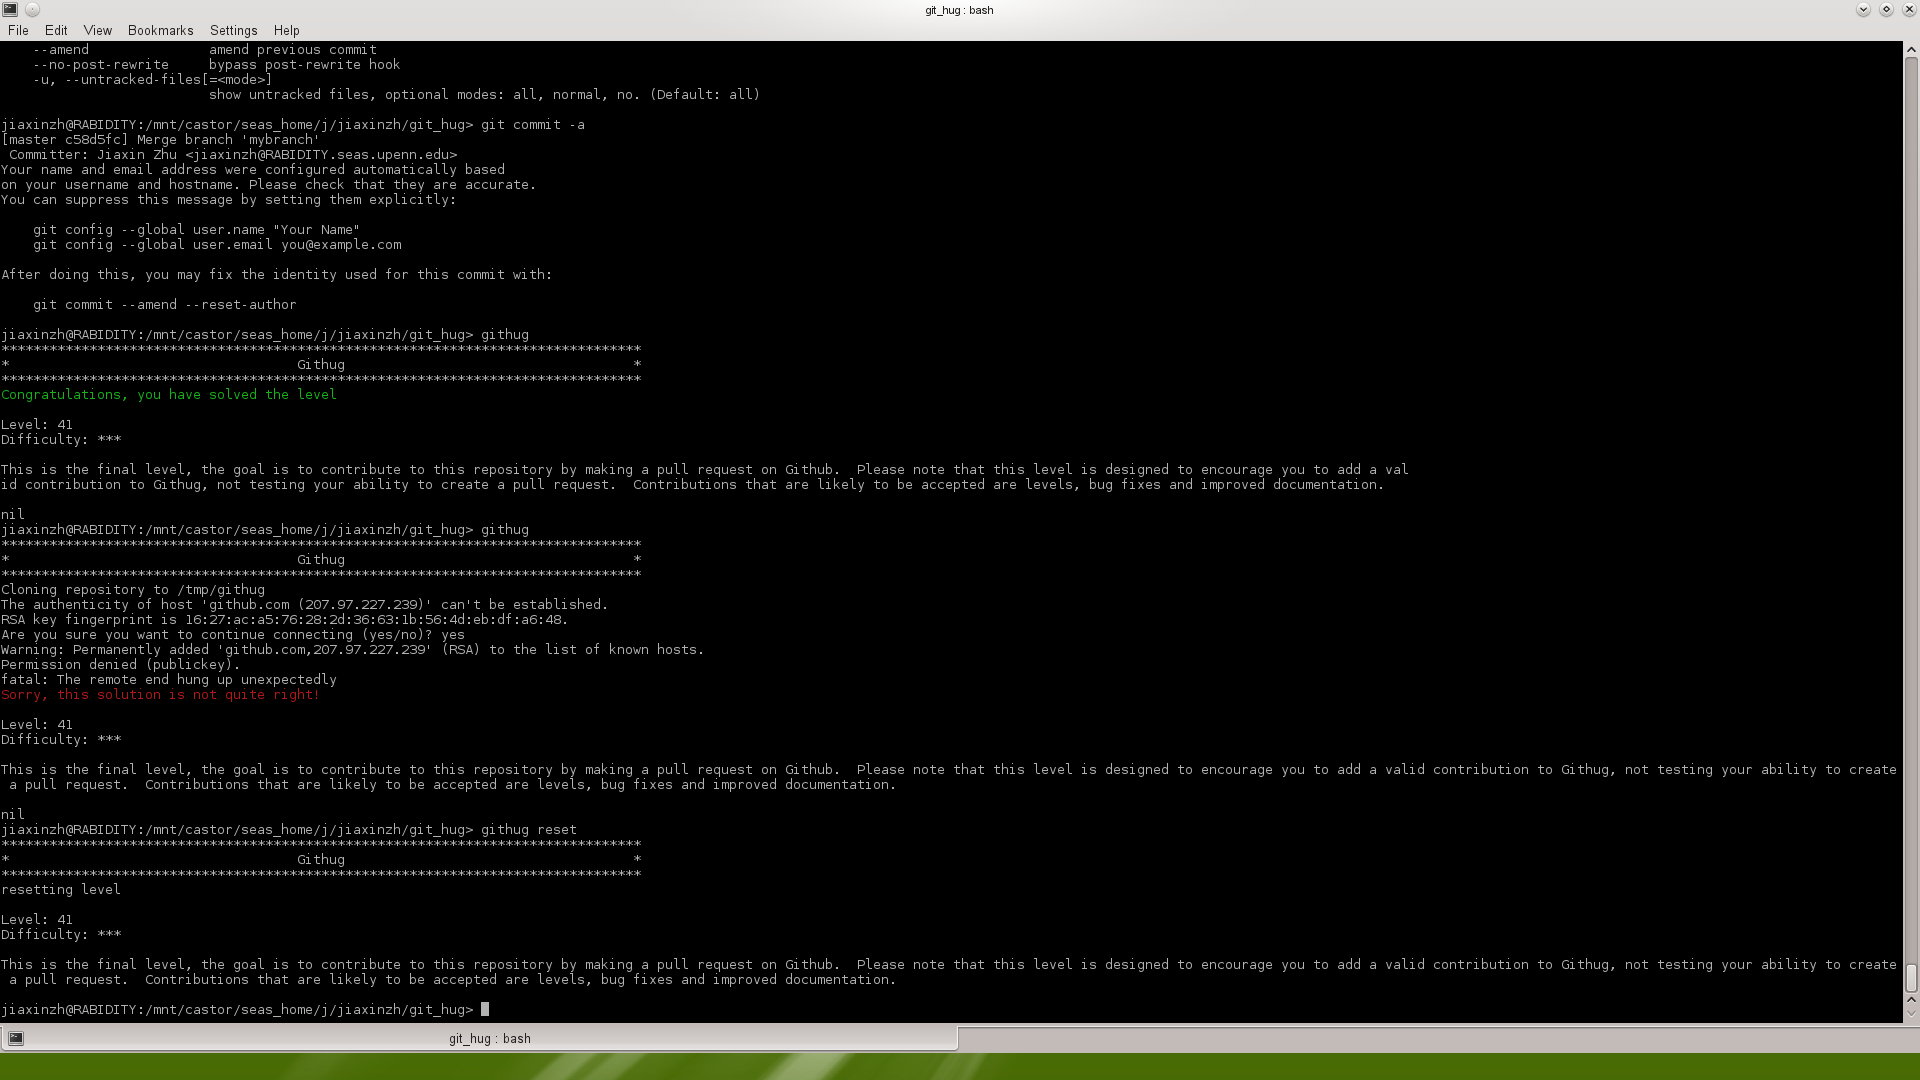 git_hug : bash
File Edit View Bookmarks Settings Help
    --amend               amend previous commit
    --no-post-rewrite     bypass post-rewrite hook
    -u, --untracked-files[=<mode>]
                          show untracked files, optional modes: all, normal, no. (Default: all)
jiaxinzh@RABIDITY:/mnt/castor/seas_home/j/jiaxinzh/git_hug> git commit -a
[master c58d5fc] Merge branch 'mybranch'
 Committer: Jiaxin Zhu <jiaxinzh@RABIDITY.seas.upenn.edu>
Your name and email address were configured automatically based
on your username and hostname. Please check that they are accurate.
You can suppress this message by setting them explicitly:
    git config --global user.name "Your Name"
    git config --global user.email you@example.com
After doing this, you may fix the identity used for this commit with:
    git commit --amend --reset-author
jiaxinzh@RABIDITY:/mnt/castor/seas_home/j/jiaxinzh/git_hug> githug
********************************************************************************
*                                    Githug                                    *
********************************************************************************
Congratulations, you have solved the level
Level: 41
Difficulty: ***
This is the final level, the goal is to contribute to this repository by making a pull request on Github.  Please note that this level is designed to encourage you to add a val
id contribution to Githug, not testing your ability to create a pull request.  Contributions that are likely to be accepted are levels, bug fixes and improved documentation.
nil
jiaxinzh@RABIDITY:/mnt/castor/seas_home/j/jiaxinzh/git_hug> githug
********************************************************************************
*                                    Githug                                    *
********************************************************************************
Cloning repository to /tmp/githug
The authenticity of host 'github.com (207.97.227.239)' can't be established.
RSA key fingerprint is 16:27:ac:a5:76:28:2d:36:63:1b:56:4d:eb:df:a6:48.
Are you sure you want to continue connecting (yes/no)? yes
Warning: Permanently added 'github.com,207.97.227.239' (RSA) to the list of known hosts.
Permission denied (publickey).
fatal: The remote end hung up unexpectedly
Sorry, this solution is not quite right!
Level: 41
Difficulty: ***
This is the final level, the goal is to contribute to this repository by making a pull request on Github.  Please note that this level is designed to encourage you to add a valid contribution to Githug, not testing your ability to create
 a pull request.  Contributions that are likely to be accepted are levels, bug fixes and improved documentation.
nil
jiaxinzh@RABIDITY:/mnt/castor/seas_home/j/jiaxinzh/git_hug> githug reset
********************************************************************************
*                                    Githug                                    *
********************************************************************************
resetting level
Level: 41
Difficulty: ***
This is the final level, the goal is to contribute to this repository by making a pull request on Github.  Please note that this level is designed to encourage you to add a valid contribution to Githug, not testing your ability to create
 a pull request.  Contributions that are likely to be accepted are levels, bug fixes and improved documentation.
jiaxinzh@RABIDITY:/mnt/castor/seas_home/j/jiaxinzh/git_hug>
git_hug : bash